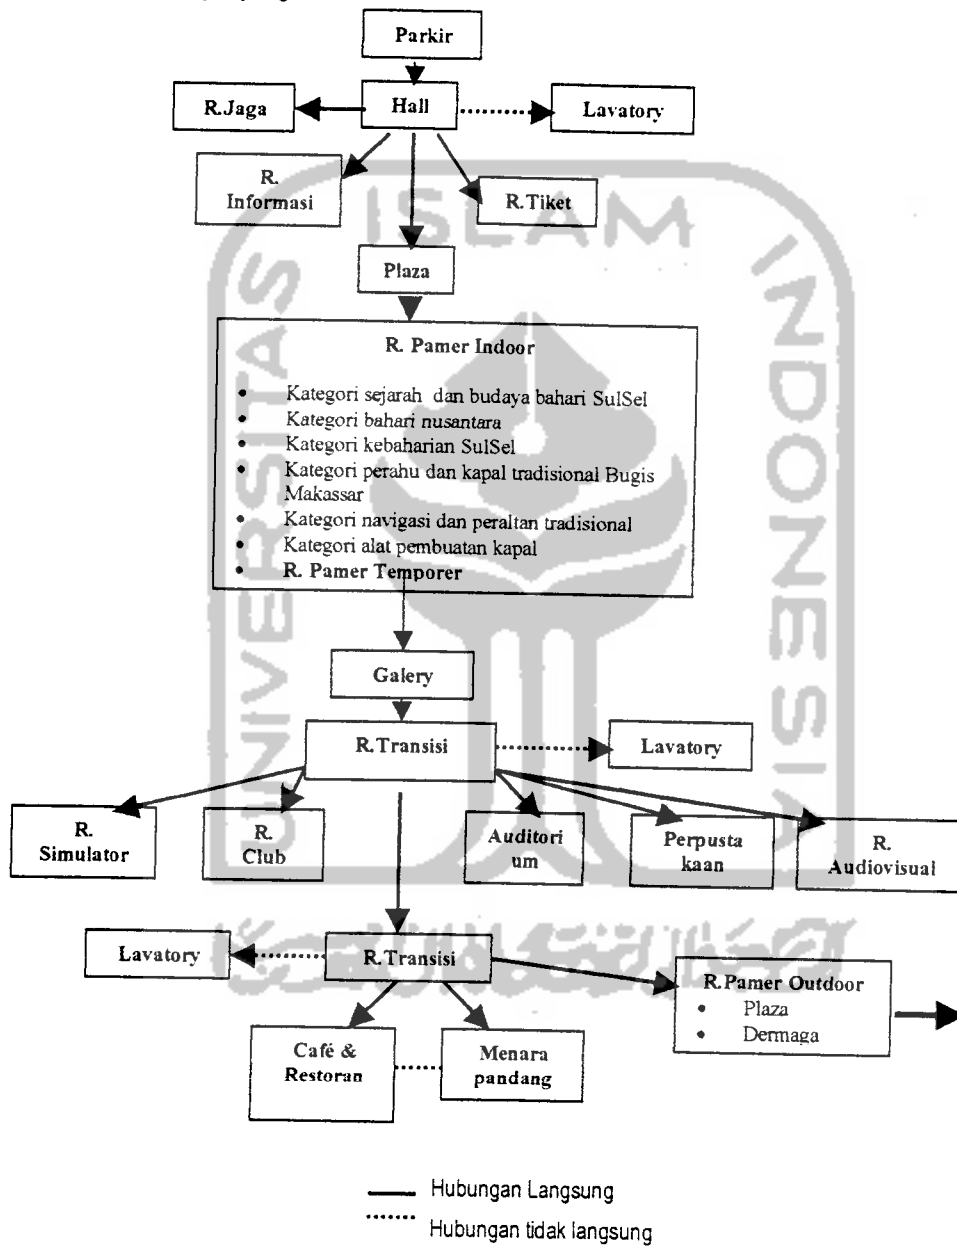 Parkir
R.Jaga
Hall
Lavatory
R.
Informasi
R.Tiket
Plaza
R. Pamer Indoor
• Kategori sejarah dan budaya bahari SulSel
• Kategori bahari nusantara
• Kategori kebaharian SulSel
• Kategori perahu dan kapal tradisional Bugis
Makassar
• Kategori navigasi dan peraltan tradisional
• Kategori alat pembuatan kapal
• R. Pamer Temporer
Galery
R.Transisi
Lavatory
R.
Simulator
R.
Club
Auditori
um
Perpusta
kaan
R.
Audiovisual
Lavatory
R.Transisi
R.Pamer Outdoor
• Plaza
• Dermaga
Café &
Restoran
Menara
pandang
Hubungan Langsung
Hubungan tidak langsung
UNIVERSITAS
ISLAM
INDONESIA